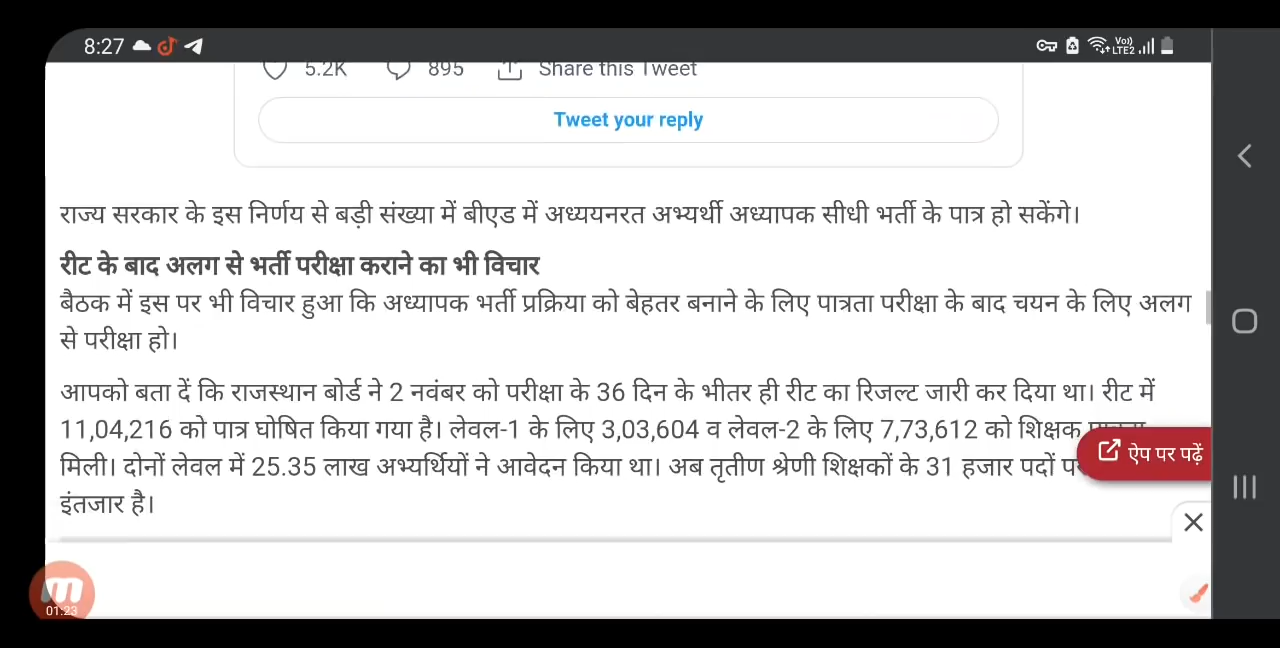 8:27
Vo))
LTE2
5.2K 895 Share this Tweet
Tweet your reply
राज्य सरकार के इस निर्णय से बड़ी संख्या में बीएड में अध्ययनरत अभ्यर्थी अध्यापक सीधी भर्ती के पात्र हो सकेंगे।
रीट के बाद अलग से भर्ती परीक्षा कराने का भी विचार
बैठक में इस पर भी विचार हुआ कि अध्यापक भर्ती प्रक्रिया को बेहतर बनाने के लिए पात्रता परीक्षा के बाद चयन के लिए अलग
से परीक्षा हो।
आपको बता दें कि राजस्थान बोर्ड ने 2 नवंबर को परीक्षा के 36 दिन के भीतर ही रीट का रिजल्ट जारी कर दिया था। रीट में
11,04,216 को पात्र घोषित किया गया है। लेवल-1 के लिए 3,03,604 व लेवल-2 के लिए 7,73,612 को शिक्षक
मिली। दोनों लेवल में 25.35 लाख अभ्यर्थियों ने आवेदन किया था। अब तृतीण श्रेणी शिक्षकों के 31 हजार पदों
ऐप पर पढ़ें
इंतजार है।
m
01:23